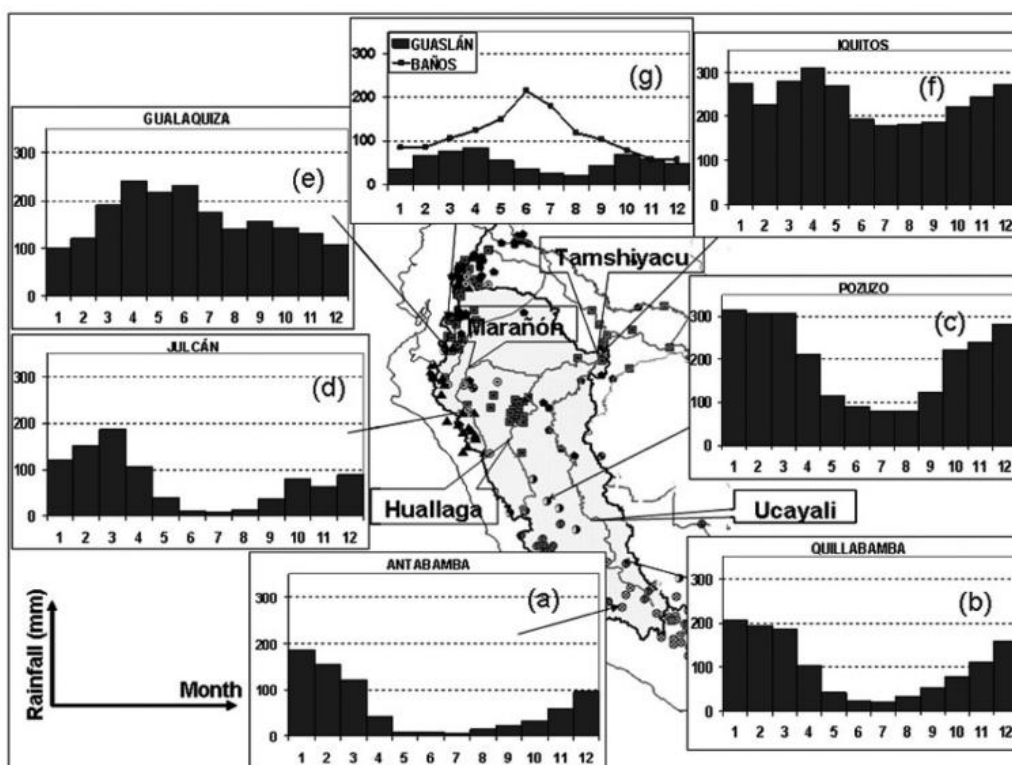 GUASLÁN
BAÑOS
300
200
100
0
(g)
1 2 3 4 5 6 7 8 9 10 11 12
IQUITOS
300
200
100
0
(f)
1 2 3 4 5 6 7 8 9 10 11 12
GUALAQUIZA
300
200
100
0
(e)
1 2 3 4 5 6 7 8 9 10 11 12
Tamshiyacu
Marañón
POZUZO
300
200
100
0
(c)
1 2 3 4 5 6 7 8 9 10 11 12
JULCÁN
300
200
100
0
(d)
1 2 3 4 5 6 7 8 9 10 11 12
Huallaga
Ucayali
ANTABAMBA
300
200
100
0
(a)
1 2 3 4 5 6 7 8 9 10 11 12
QUILLABAMBA
300
200
100
0
(b)
1 2 3 4 5 6 7 8 9 10 11 12
Rainfall (mm)
Month